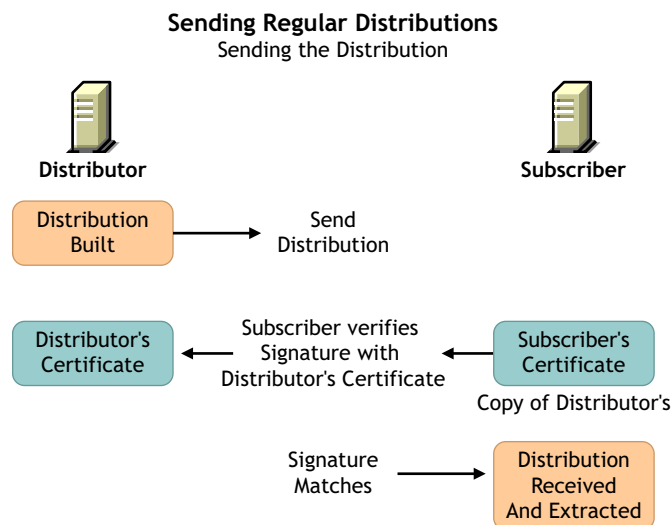 Sending Regular Distributions
Sending the Distribution
Distributor
Subscriber
Distribution
Built
Send
Distribution
Distributor's
Certificate
Subscriber verifies
Signature with
Distributor's Certificate
Subscriber's
Certificate
Copy of Distributor's
Signature
Matches
Distribution
Received
And Extracted